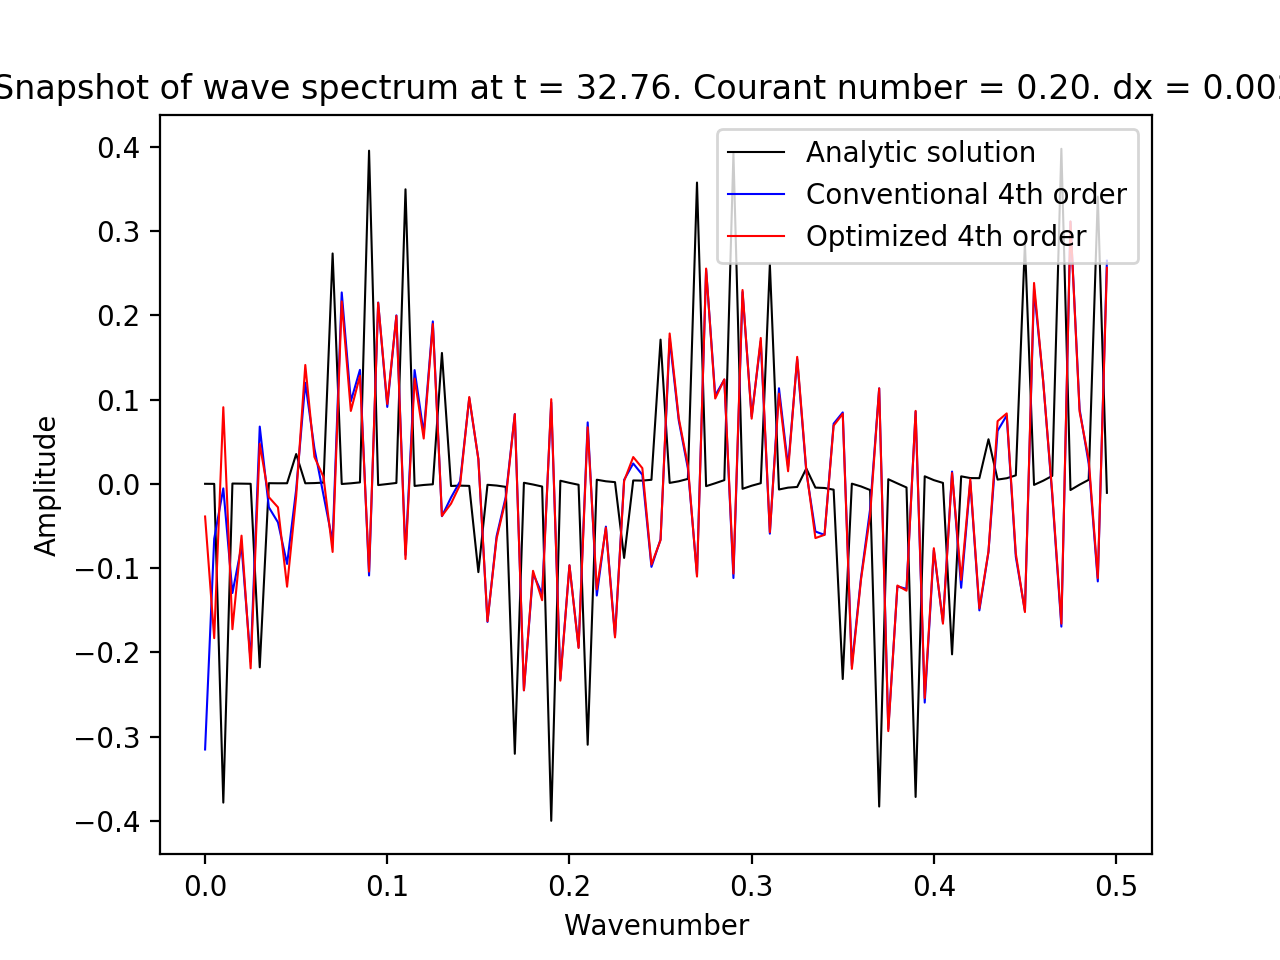 Snapshot of wave spectrum at t = 32.76. Courant number = 0.20. dx = 0.00
Amplitude
0.4
0.3
0.2
0.1
0.0
−0.1
−0.2
−0.3
−0.4
Analytic solution
Conventional 4th order
Optimized 4th order
0.0 0.1 0.2 0.3 0.4 0.5
Wavenumber